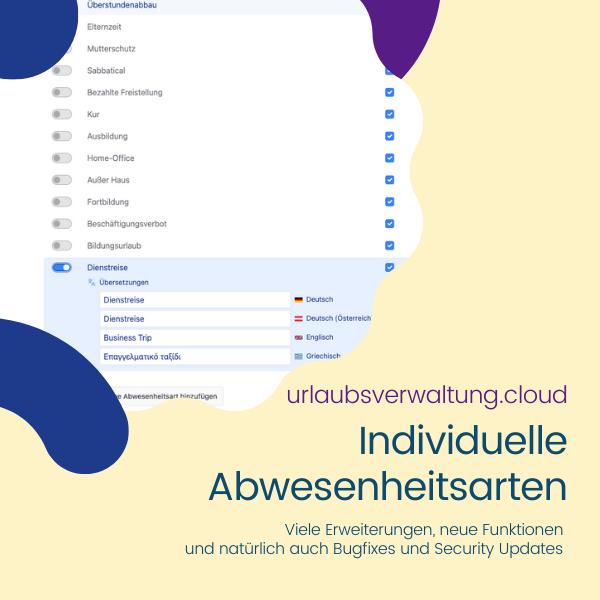 Überstundenabbau
Elternzeit
Mutterschutz
Sabbatical
Bezahlte Freistellung
Kur
Ausbildung
Home-Office
Außer Haus
Fortbildung
Beschäftigungsverbot
Bildungsurlaub
Dienstreise
Übersetzungen
Dienstreise Deutsch
Dienstreise Deutsch (Österreich
Business Trip Englisch
Επαγγελματικό ταξίδι Griechisch
Abwesenheitsart hinzufügen
urlaubsverwaltung.cloud
Individuelle
Abwesenheitsarten
Viele Erweiterungen, neue Funktionen
und natürlich auch Bugfixes und Security Updates